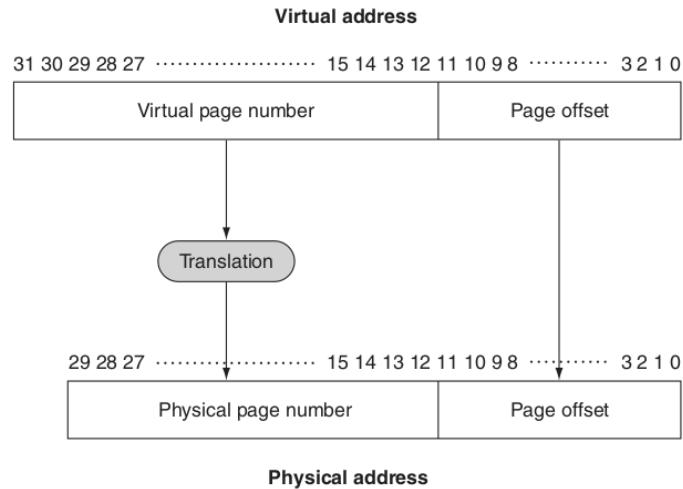 Virtual address
31 30 29 28 27 ······················ 15 14 13 12 11 10 9 8 ·········· 3 2 1 0
Virtual page number Page offset
Translation
29 28 27 ······················ 15 14 13 12 11 10 9 8 ·········· 3 2 1 0
Physical page number Page offset
Physical address